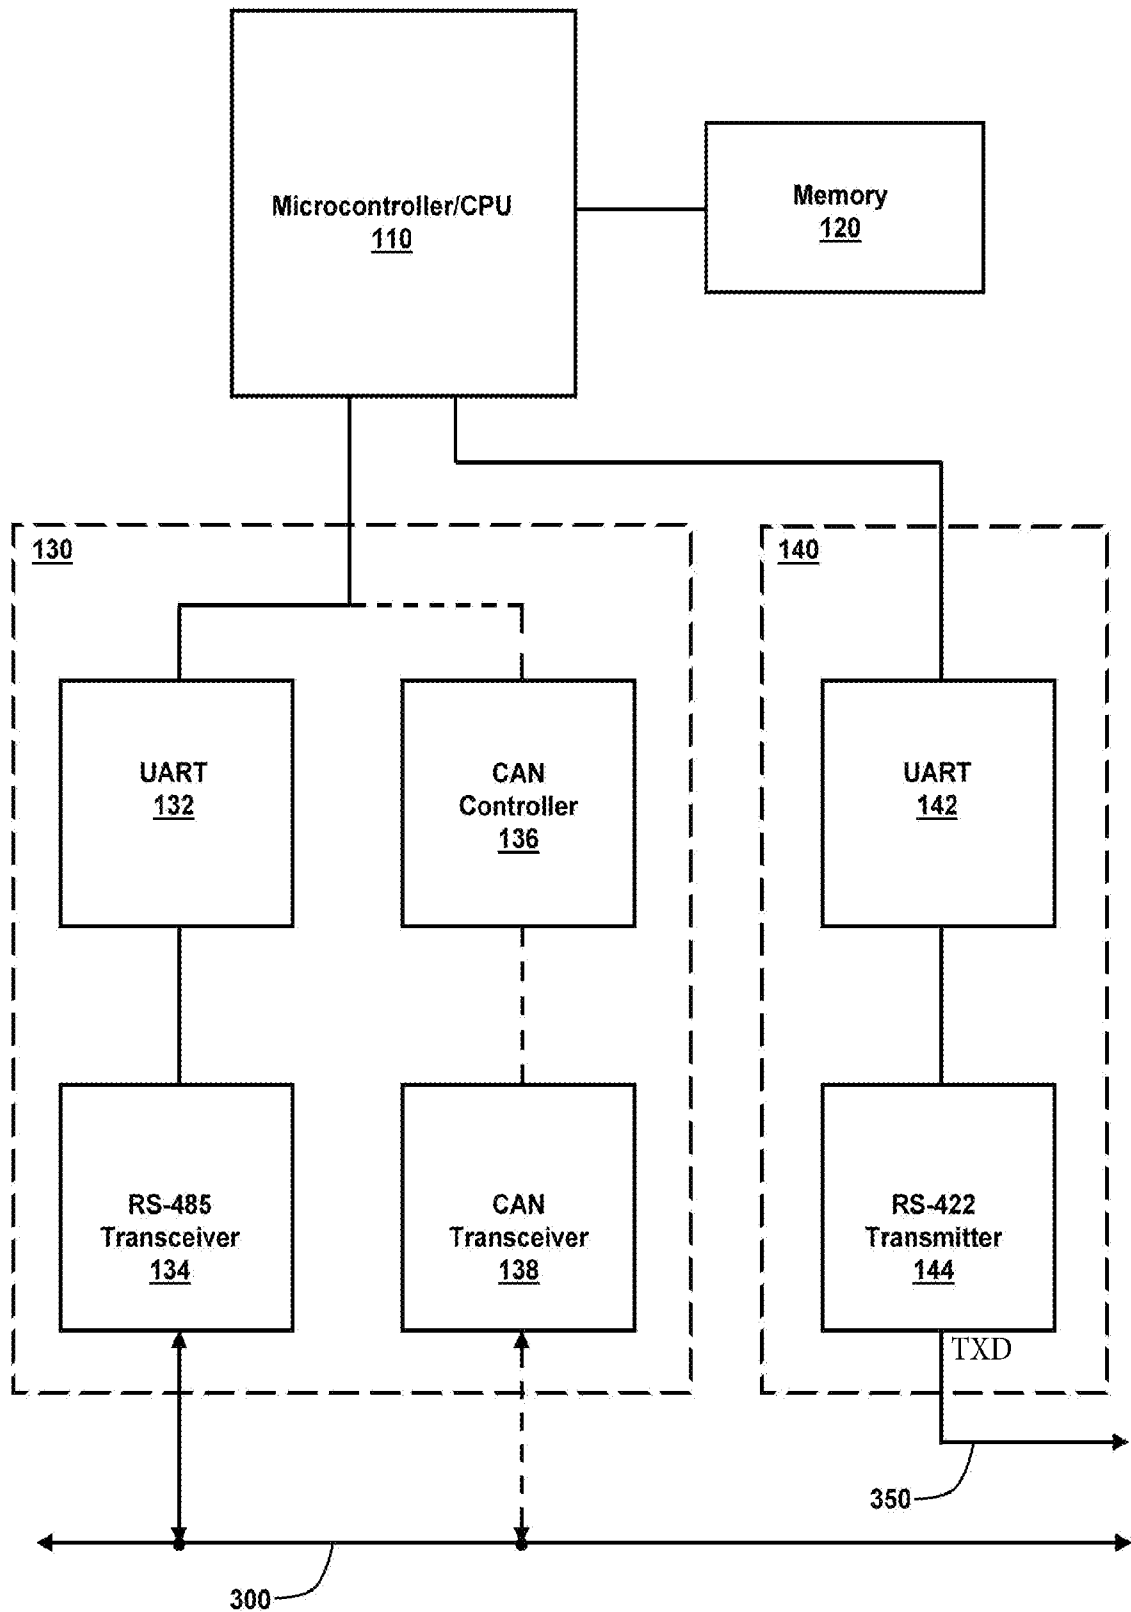 Microcontroller/CPU
110
Memory
120
130
140
UART
132
CAN
Controller
136
UART
142
RS-485
Transceiver
134
CAN
Transceiver
138
RS-422
Transmitter
144
TXD
350
300